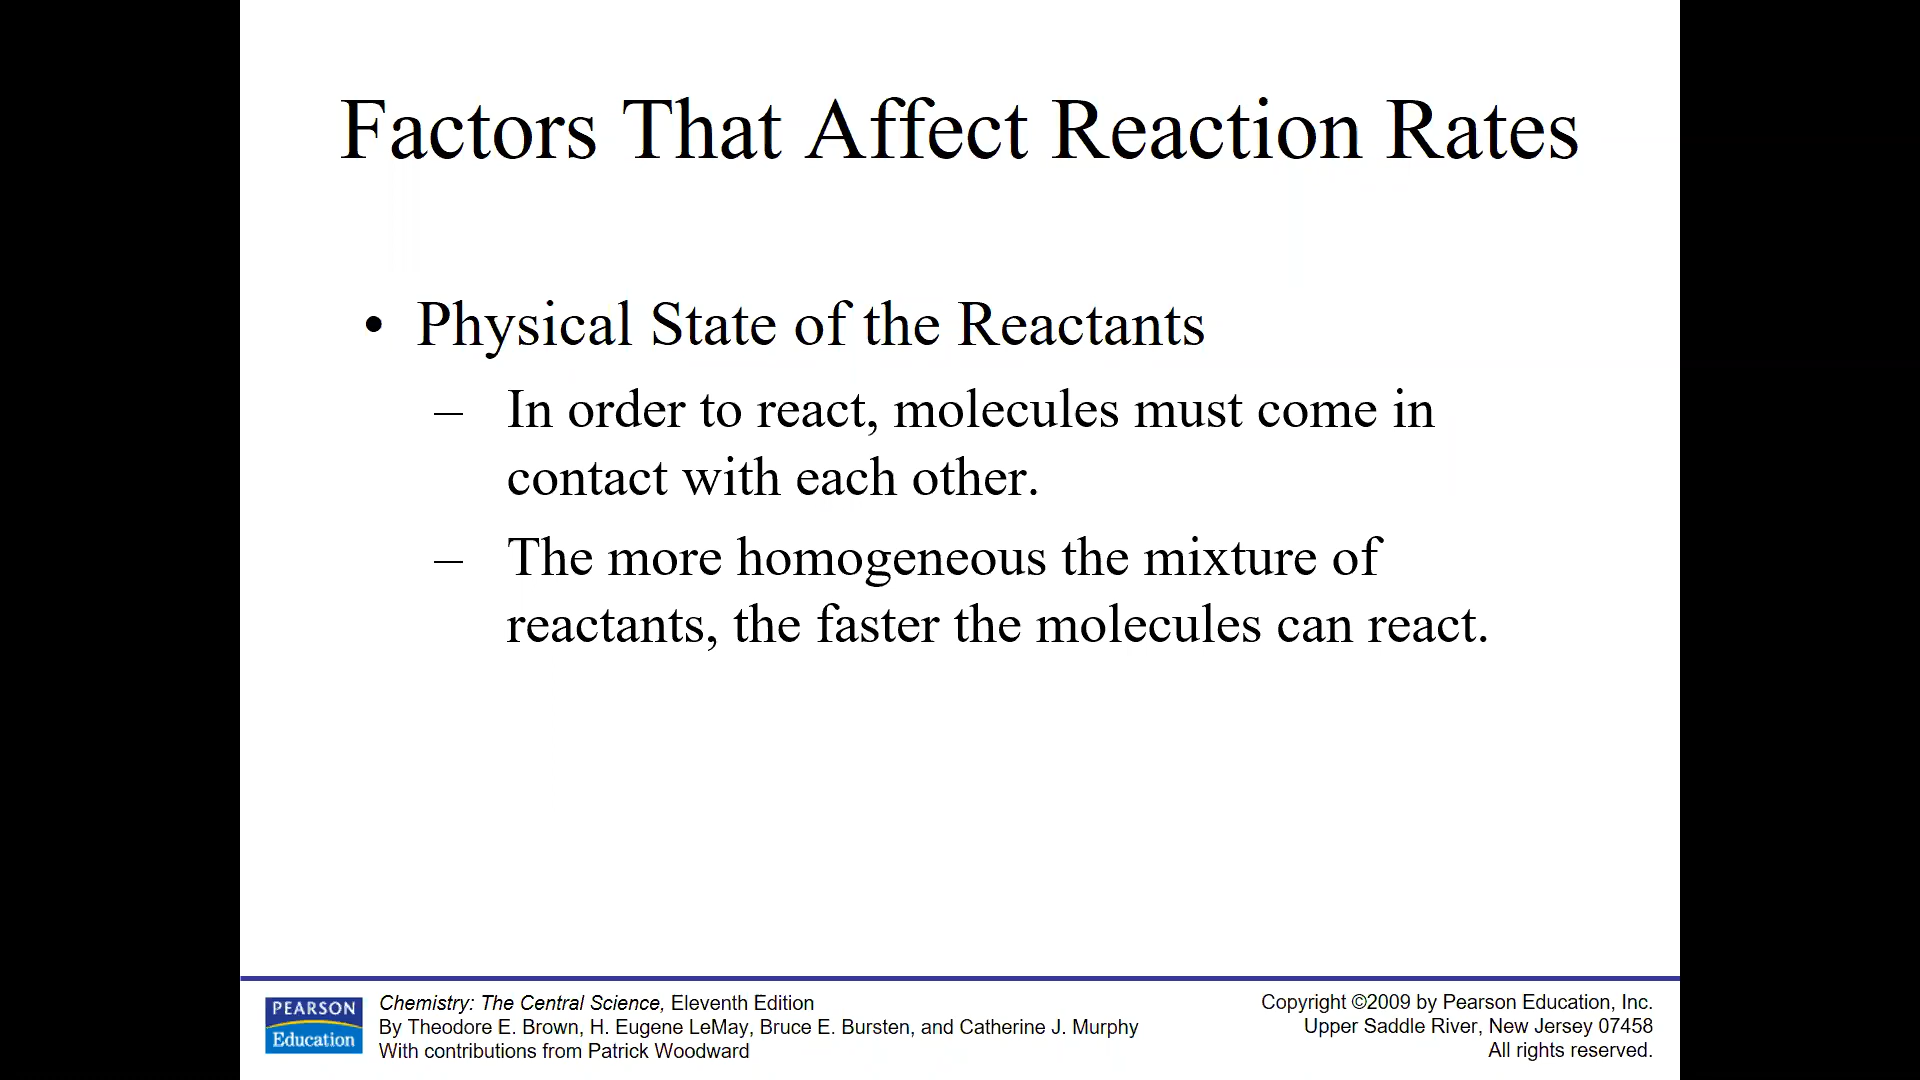 Factors That Affect Reaction Rates
• Physical State of the Reactants
– In order to react, molecules must come in
contact with each other.
– The more homogeneous the mixture of
reactants, the faster the molecules can react.
PEARSON
Education
Chemistry: The Central Science, Eleventh Edition
By Theodore E. Brown, H. Eugene LeMay, Bruce E. Bursten, and Catherine J. Murphy
With contributions from Patrick Woodward
Copyright ©2009 by Pearson Education, Inc.
Upper Saddle River, New Jersey 07458
All rights reserved.